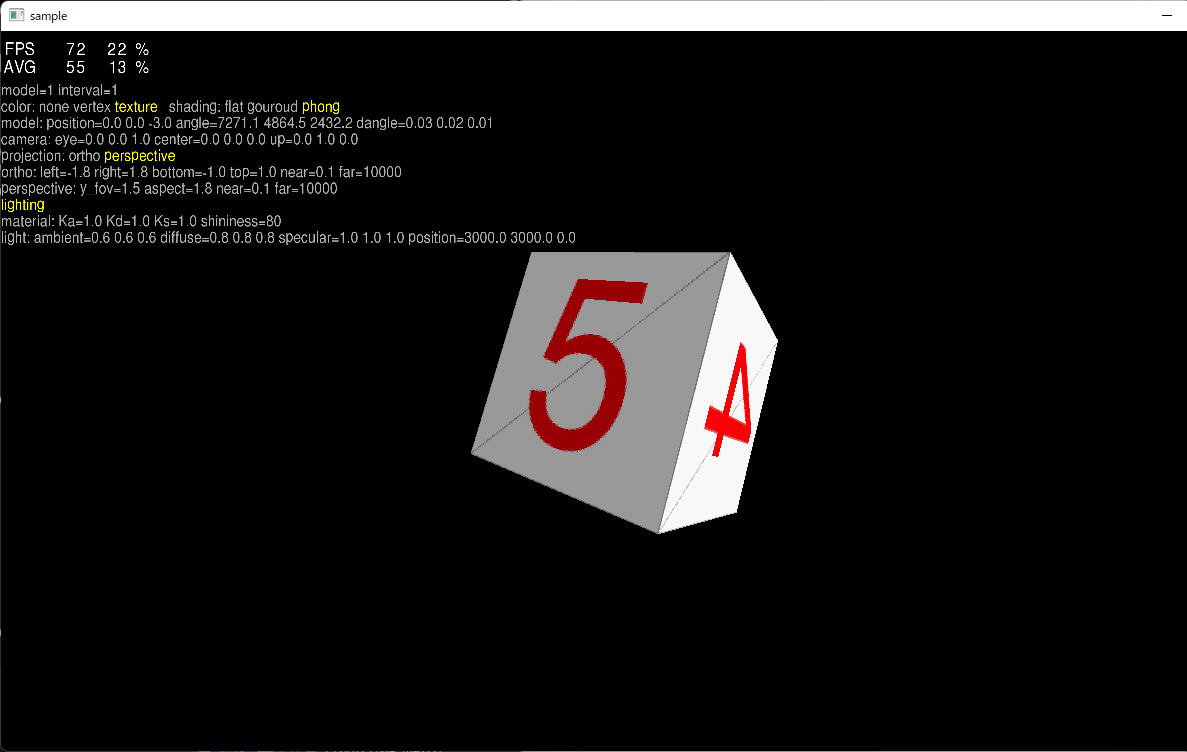 sample
FPS 72 22 %
AVG 55 13 %
model=1 interval=1
color: none vertex texture shading: flat gouroud phong
model: position=0.0 0.0 -3.0 angle=7271.1 4864.5 2432.2 dangle=0.03 0.02 0.01
camera: eye=0.0 0.0 1.0 center=0.0 0.0 0.0 up=0.0 1.0 0.0
projection: ortho perspective
ortho: left=-1.8 right=1.8 bottom=-1.0 top=1.0 near=0.1 far=10000
perspective: y_fov=1.5 aspect=1.8 near=0.1 far=10000
lighting
material: Ka=1.0 Kd=1.0 Ks=1.0 shininess=80
light: ambient=0.6 0.6 0.6 diffuse=0.8 0.8 0.8 specular=1.0 1.0 1.0 position=3000.0 3000.0 0.0
5
4